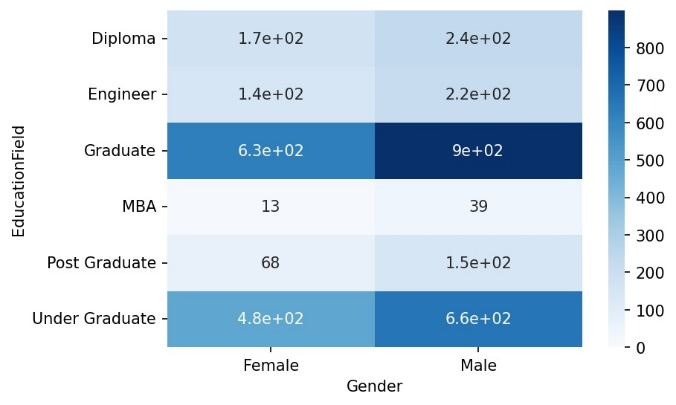 Diploma 1.7e+02 2.4e+02 800
Engineer 1.4e+02 2.2e+02 700
600
Graduate 6.3e+02 9e+02 500
EducationField
MBA 13 39 400
300
Post Graduate 68 1.5e+02 200
100
Under Graduate 4.8e+02 6.6e+02 0
Female Male
Gender